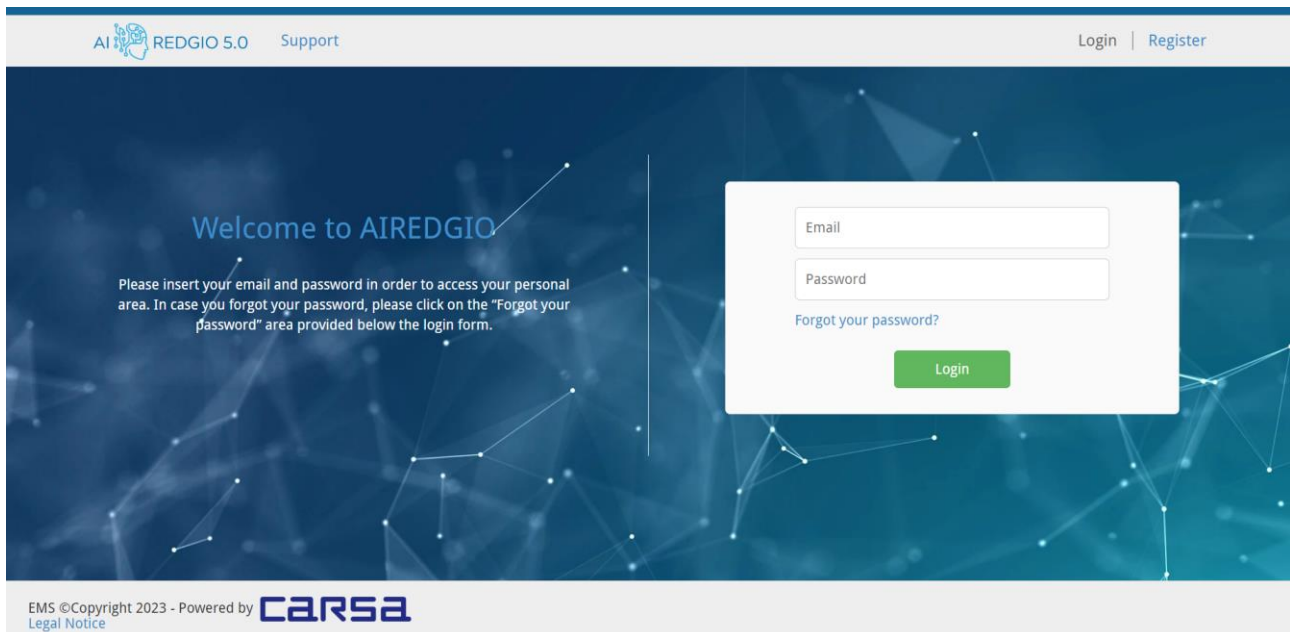 AI REDGIO 5.0 Support Login | Register
Welcome to AIREDGIO
Please insert your email and password in order to access your personal
area. In case you forgot your password, please click on the “Forgot your
password” area provided below the login form.
Email
Password
Forgot your password?
Login
EMS ©Copyright 2023 - Powered by carsa
Legal Notice